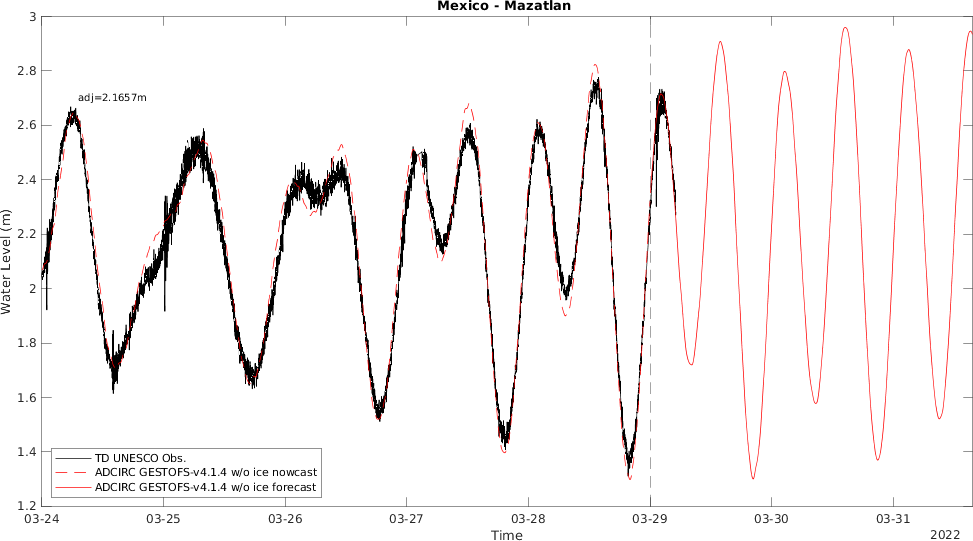 Mexico - Mazatlan
3
2.8
2.6
2.4
2.2
2
1.8
1.6
1.4
1.2
Water Level (m)
adj=2.1657m
TD UNESCO Obs.
ADCIRC GESTOFS-v4.1.4 w/o ice nowcast
ADCIRC GESTOFS-v4.1.4 w/o ice forecast
03-24 03-25 03-26 03-27 03-28 03-29 03-30 03-31
Time
2022